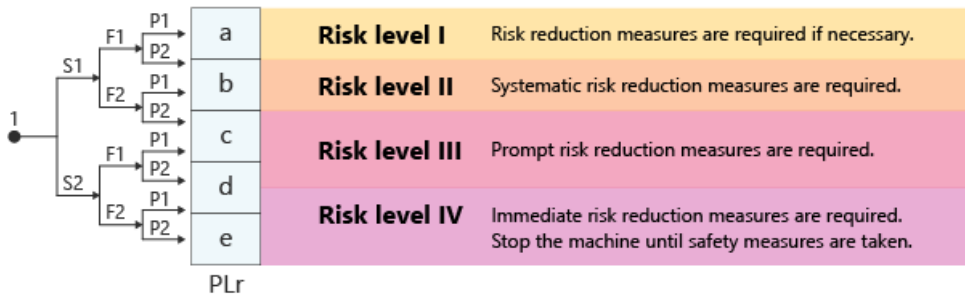 1
S1
F1
P1
P2
F2
P1
P2
S2
F1
P1
P2
F2
P1
P2
a
b
c
d
e
PLr
Risk level I Risk reduction measures are required if necessary.
Risk level II Systematic risk reduction measures are required.
Risk level III Prompt risk reduction measures are required.
Risk level IV Immediate risk reduction measures are required.
Stop the machine until safety measures are taken.